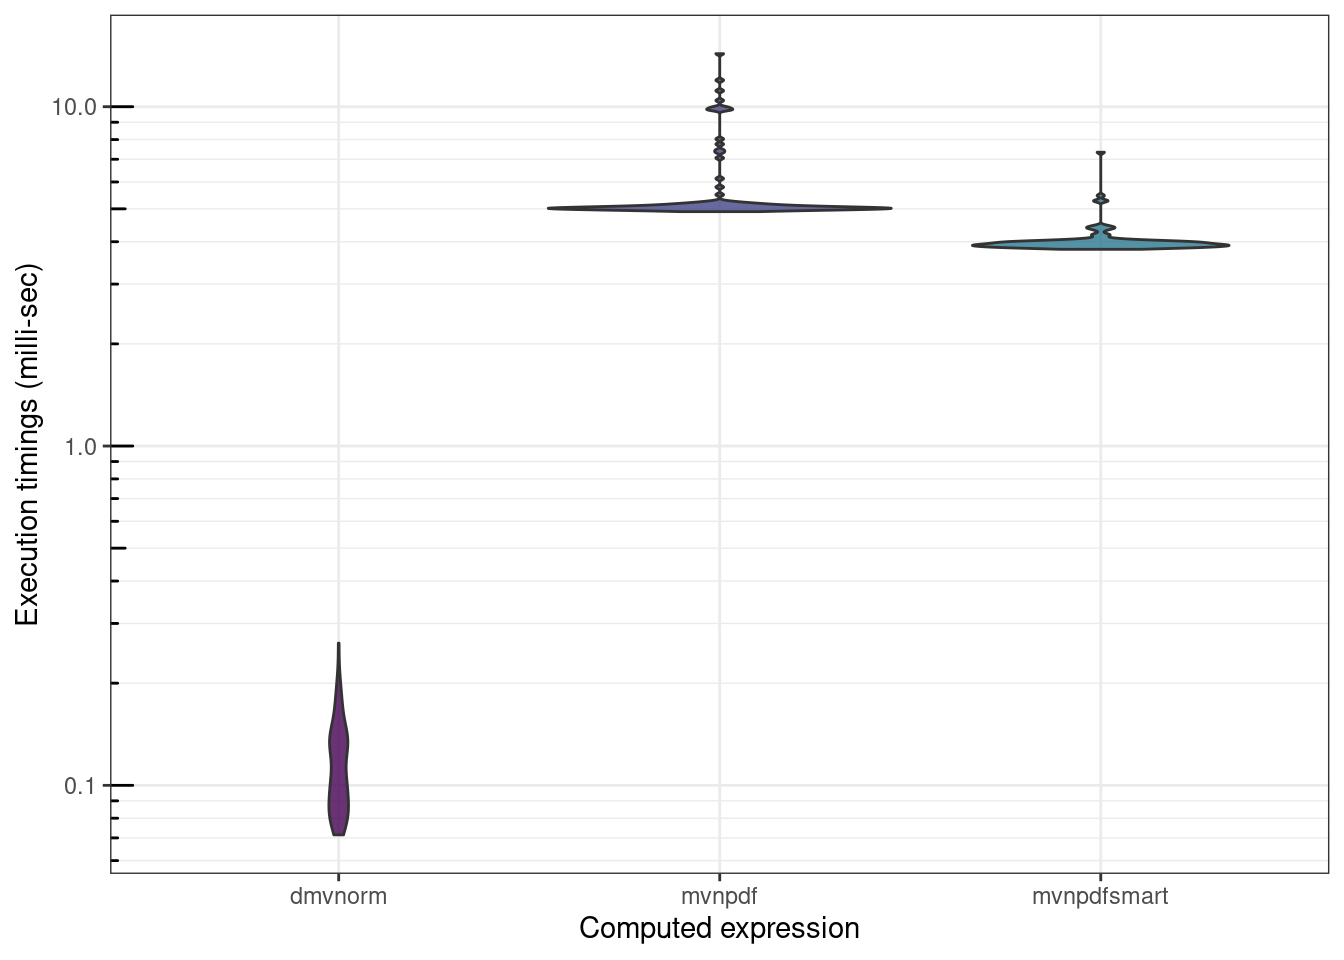 Execution timings (milli-sec)
10.0
1.0
0.1
dmvnorm
mvnpdf
mvnpdfsmart
Computed expression